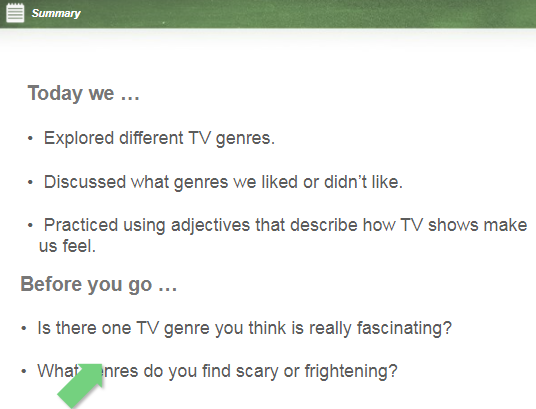 Summary
Today we …
• Explored different TV genres.
• Discussed what genres we liked or didn’t like.
• Practiced using adjectives that describe how TV shows make
us feel.
Before you go …
• Is there one TV genre you think is really fascinating?
• What genres do you find scary or frightening?